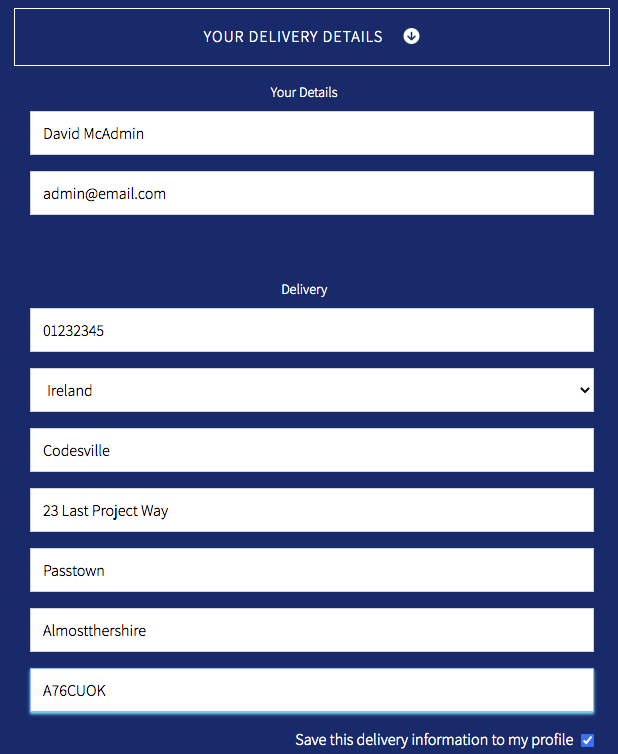 YOUR DELIVERY DETAILS
Your Details
David McAdmin
admin@email.com
Delivery
01232345
Ireland
Codesville
23 Last Project Way
Passtown
Almostthershire
A76CUOK
Save this delivery information to my profile